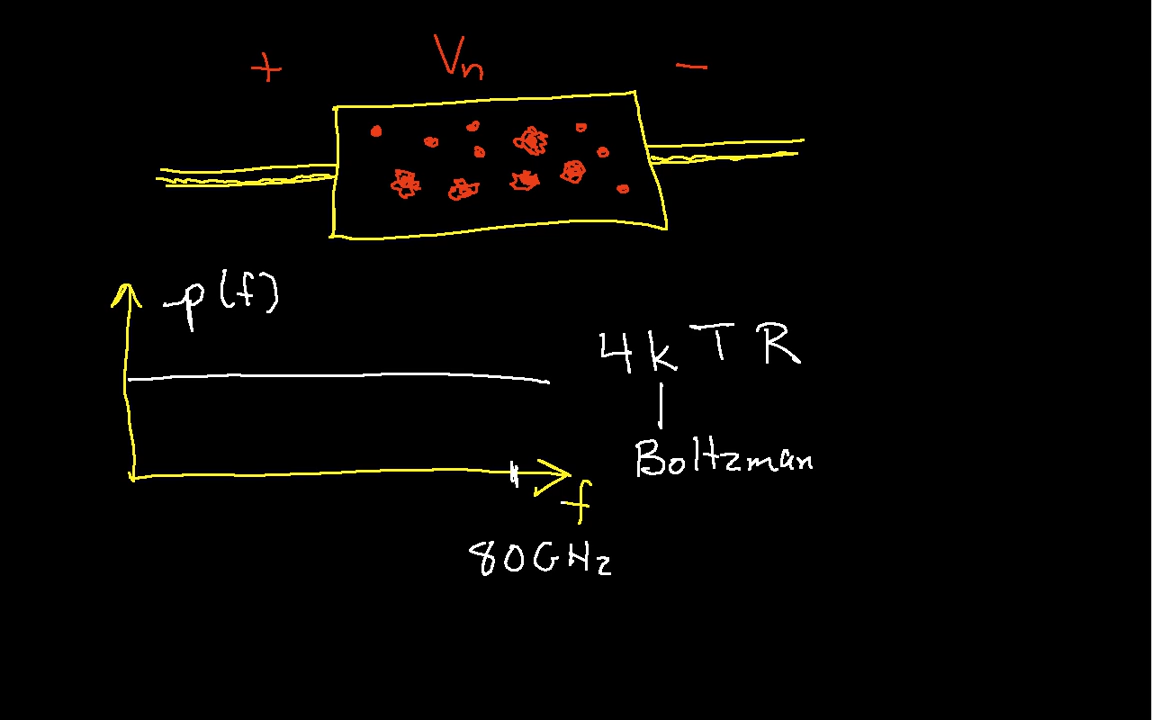 + Vn −
p(f)
4kTR
Boltzman
f
80GHz